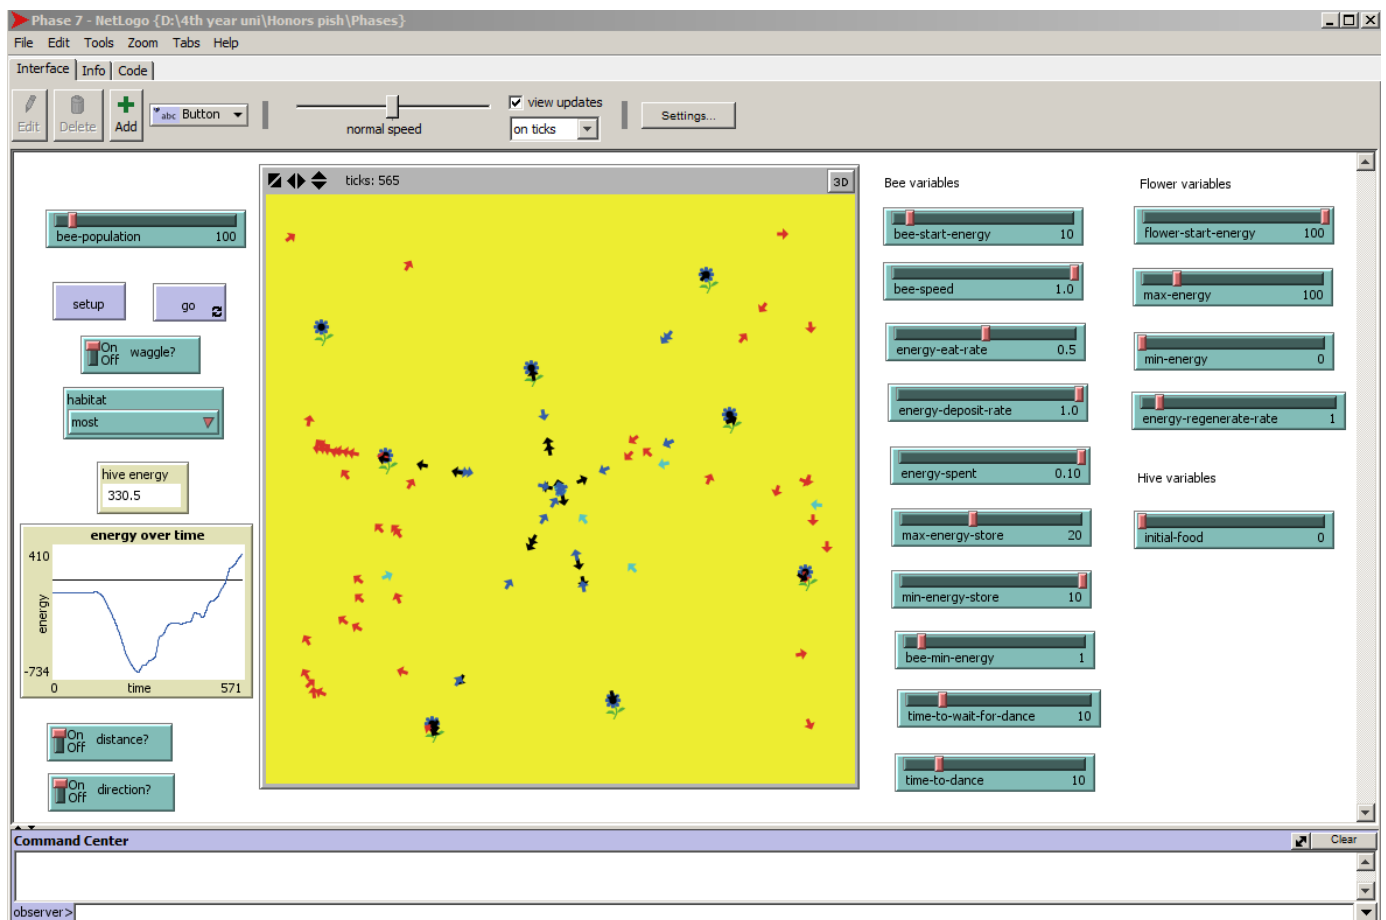 Phase 7 - NetLogo {D:\4th year uni\Honors pish\Phases}
File Edit Tools Zoom Tabs Help
Interface Info Code
Edit Delete Add abc Button normal speed view updates on ticks Settings...
ticks: 565 3D
bee-population 100
setup go
On Off waggle?
habitat
most
hive energy
330.5
energy over time
410
energy
-734
0 time 571
On Off distance?
On Off direction?
Bee variables
bee-start-energy 10
bee-speed 1.0
energy-eat-rate 0.5
energy-deposit-rate 1.0
energy-spent 0.10
max-energy-store 20
min-energy-store 10
bee-min-energy 1
time-to-wait-for-dance 10
time-to-dance 10
Flower variables
flower-start-energy 100
max-energy 100
min-energy 0
energy-regenerate-rate 1
Hive variables
initial-food 0
Command Center Clear
observer>